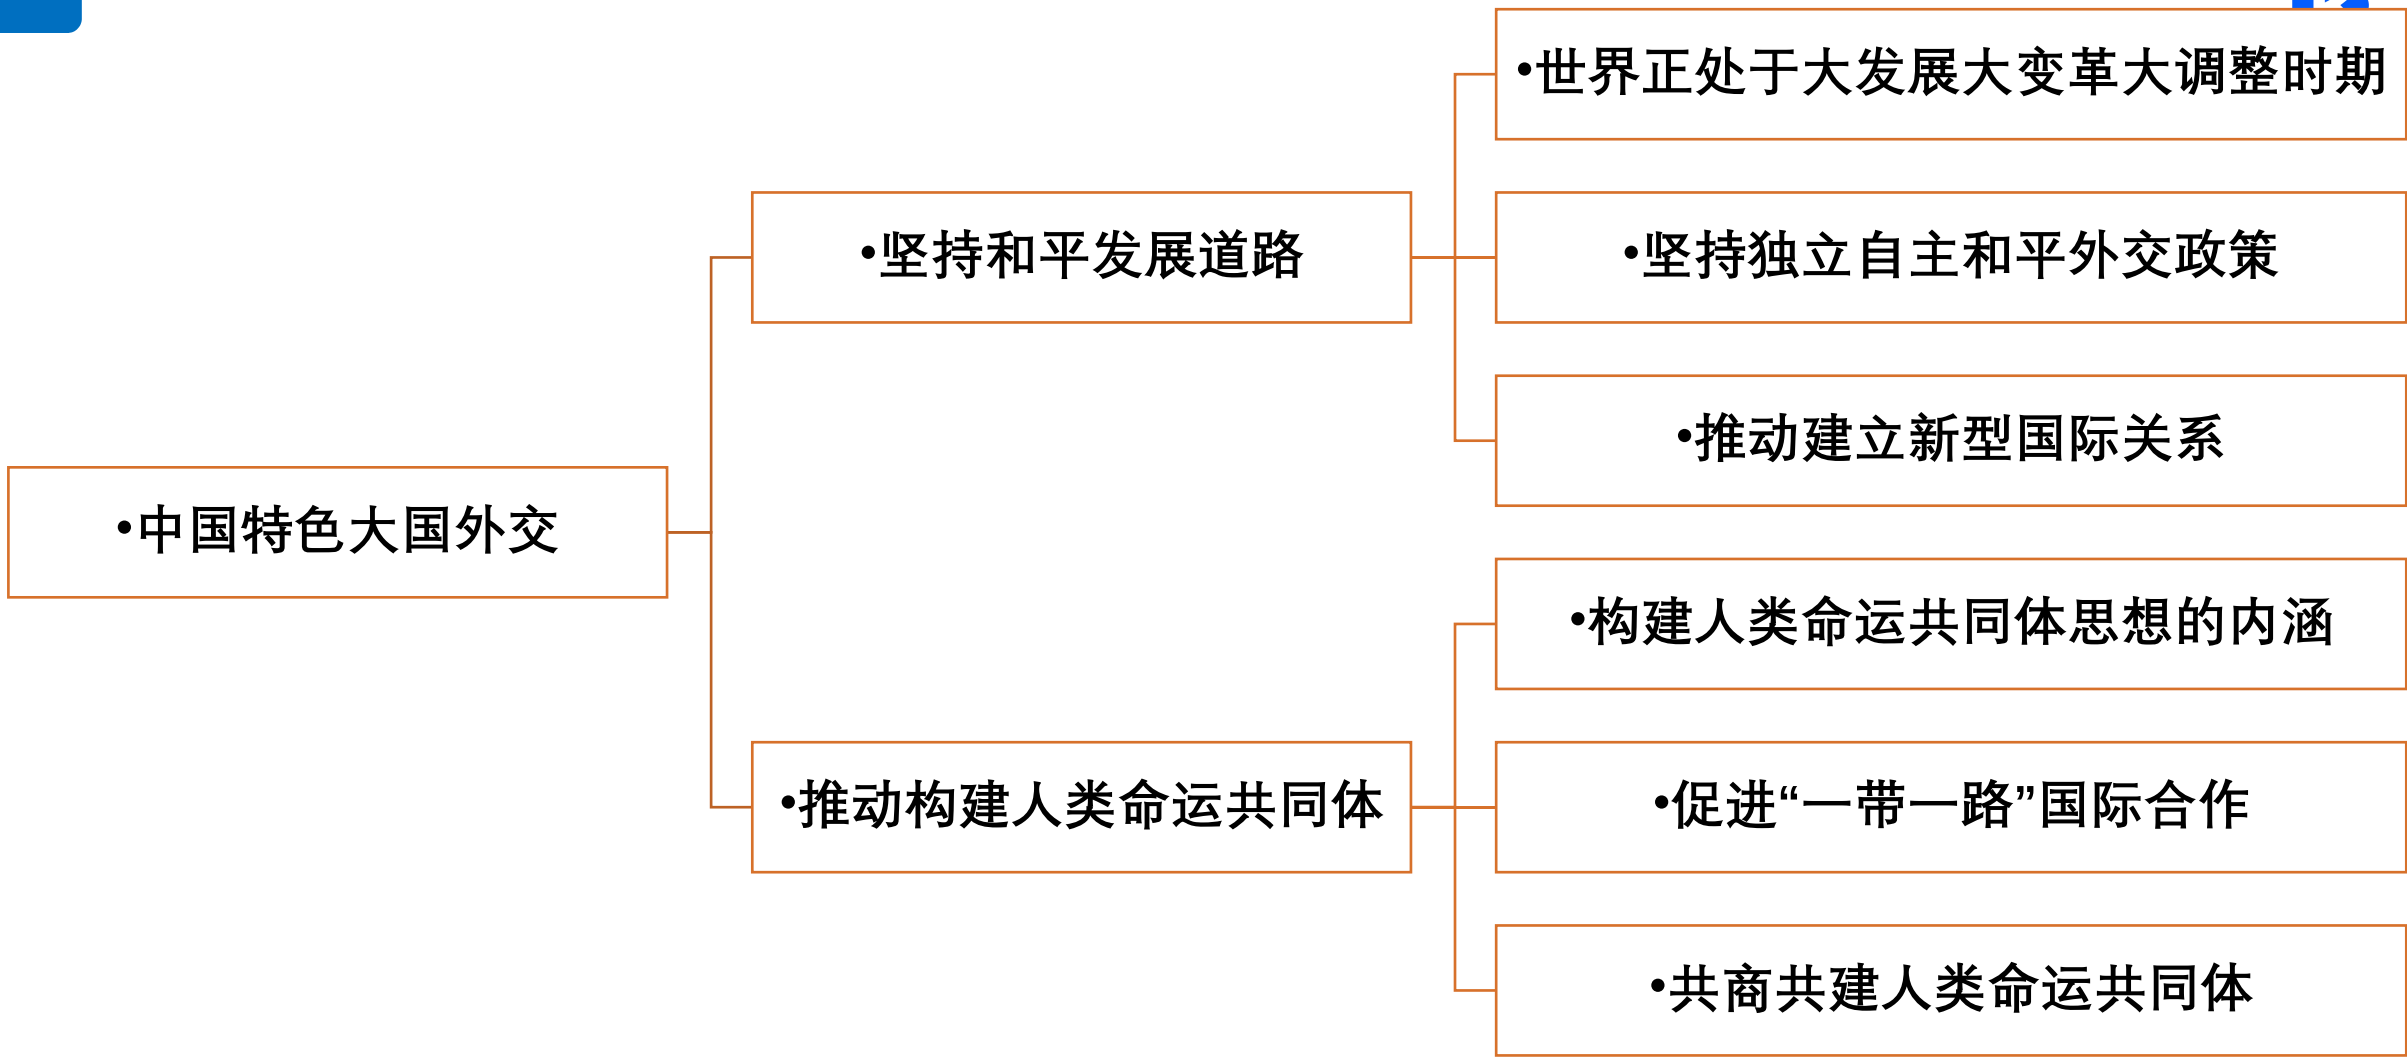 •中国特色大国外交
•坚持和平发展道路
•世界正处于大发展大变革大调整时期
•坚持独立自主和平外交政策
•推动建立新型国际关系
•推动构建人类命运共同体
•构建人类命运共同体思想的内涵
•促进“一带一路”国际合作
•共商共建人类命运共同体